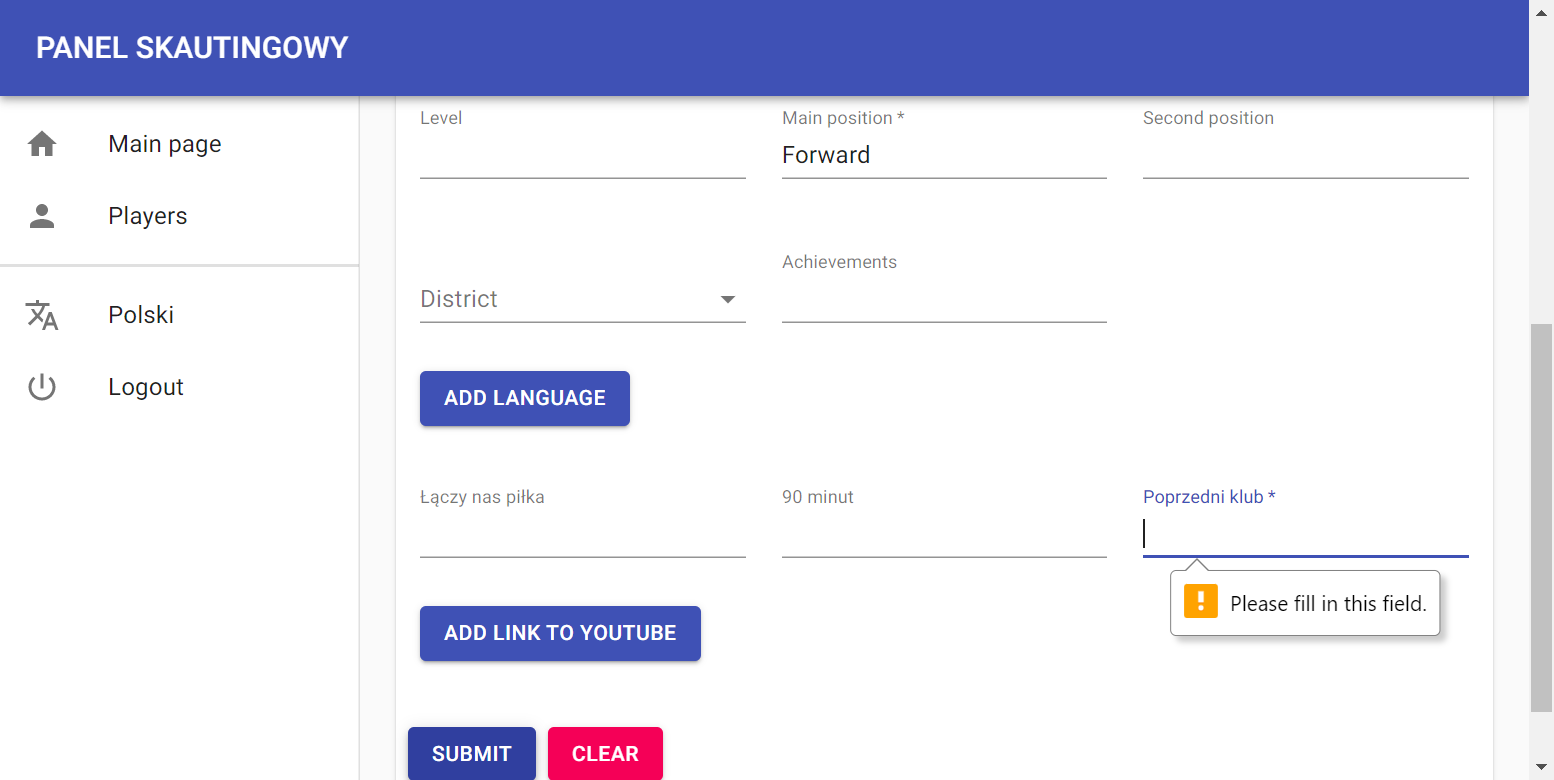 PANEL SKAUTINGOWY
Main page
Players
Polski
Logout
Level
Main position *
Second position
Forward
District
Achievements
ADD LANGUAGE
Łączy nas piłka
90 minut
Poprzedni klub *
Please fill in this field.
ADD LINK TO YOUTUBE
SUBMIT
CLEAR